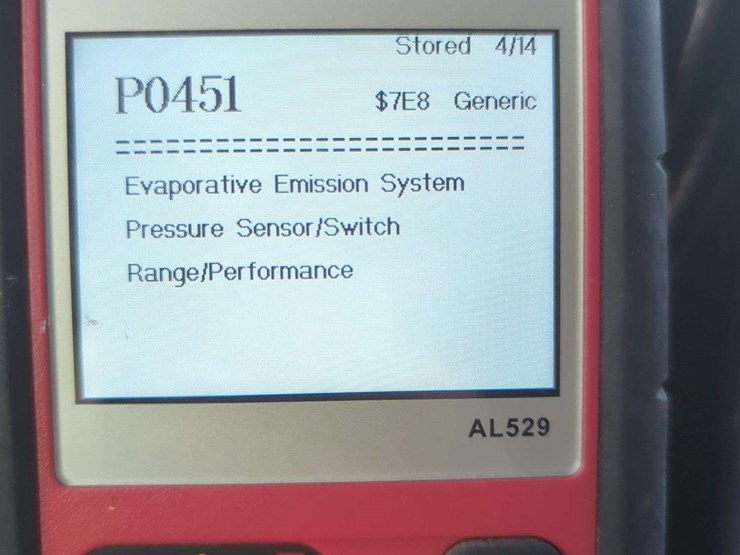 Stored 4/14
P0451 $7E8 Generic
==========================
Evaporative Emission System
Pressure Sensor/Switch
Range/Performance
AL529